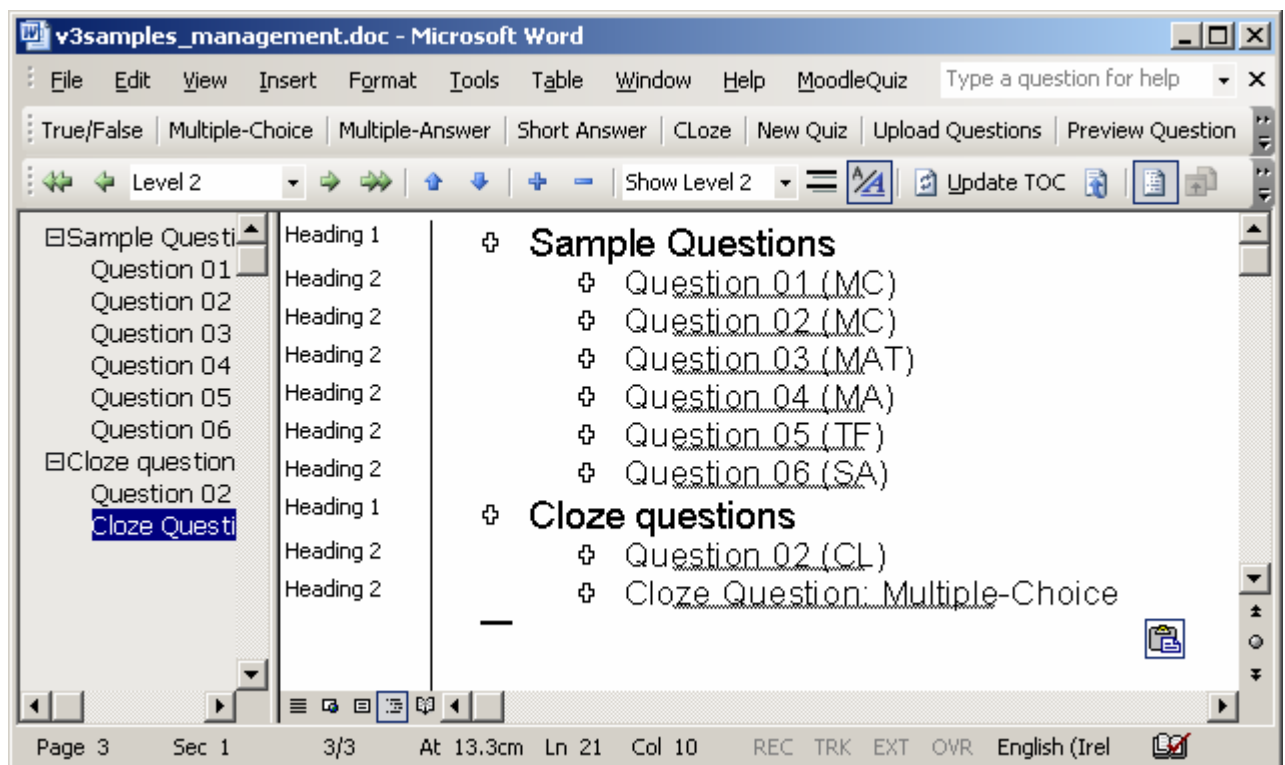 v3samples_management.doc - Microsoft Word
File Edit View Insert Format Tools Table Window Help MoodleQuiz Type a question for help
True/False Multiple-Choice Multiple-Answer Short Answer CLoze New Quiz Upload Questions Preview Question
Level 2 Show Level 2 Update TOC
Sample Questi
Question 01
Question 02
Question 03
Question 04
Question 05
Question 06
Cloze question
Question 02
Cloze Questi
Heading 1 Sample Questions
Heading 2 Question 01 (MC)
Heading 2 Question 02 (MC)
Heading 2 Question 03 (MAT)
Heading 2 Question 04 (MA)
Heading 2 Question 05 (TF)
Heading 2 Question 06 (SA)
Heading 1 Cloze questions
Heading 2 Question 02 (CL)
Heading 2 Cloze Question: Multiple-Choice
Page 3 Sec 1 3/3 At 13.3cm Ln 21 Col 10 REC TRK EXT OVR English (Irel